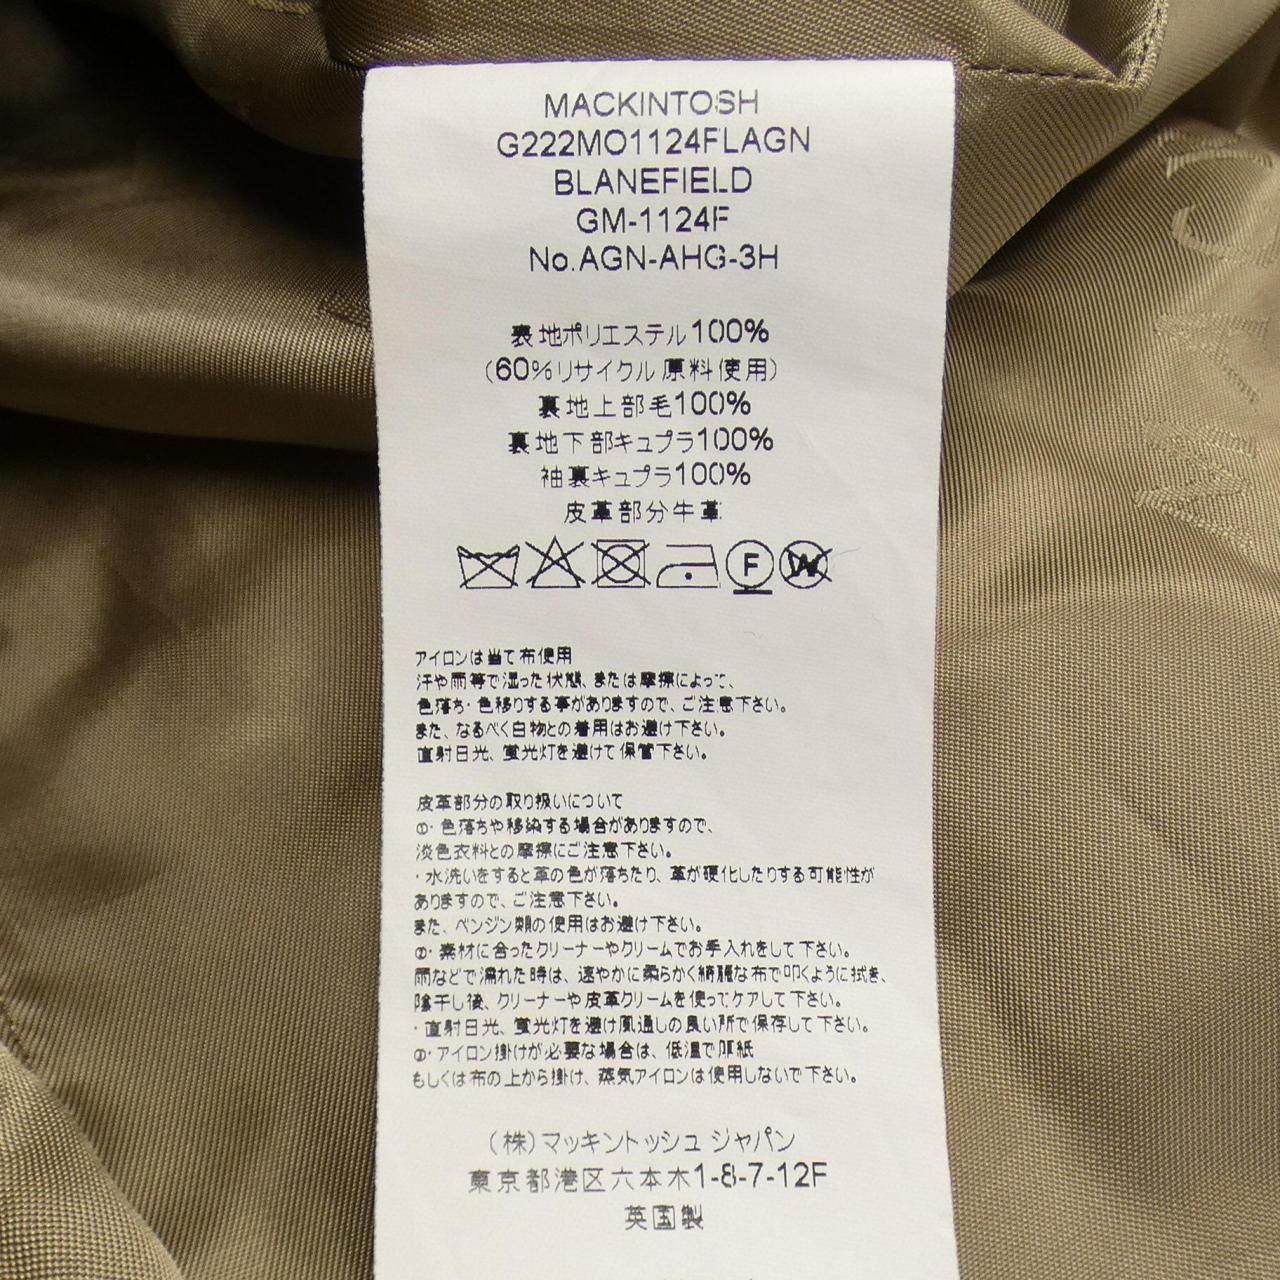 MACKINTOSH
G222MO1124FLAGN
BLANEFIELD
GM-1124F
No.AGN-AHG-3H
表地ポリエステル100%
(60%リサイクル原料使用)
裏地上部毛100%
裏地下部キュプラ100%
袖裏キュプラ100%
皮革部分牛革
F W
アイロンは当て布使用
汗や雨等で湿った状態、または摩擦によって、
色落ち・色移りする事がありますので、ご注意下さい。
また、なるべく白物との着用はお避け下さい。
直射日光、蛍光灯を避けて保管下さい。
皮革部分の取り扱いについて
①・色落ちや移染する場合がありますので、
淡色衣料との摩擦にご注意下さい。
・水洗いをすると革の色が落ちたり、革が硬化したりする可能性が
ありますので、ご注意下さい。
また、ベンジン類の使用はお避け下さい。
②・素材に合ったクリーナーやクリームでお手入れをして下さい。
雨などで濡れた時は、速やかに柔らかく綺麗な布で叩くように拭き、
陰干し後、クリーナーや皮革クリームを使ってケアして下さい。
・直射日光、蛍光灯を避け風通しの良い所で保存して下さい。
・アイロン掛けが必要な場合は、低温で厚紙
もしくは布の上から掛け、蒸気アイロンは使用しないで下さい。
(株)マッキントッシュ ジャパン
東京都港区六本木1-8-7-12F
英国製